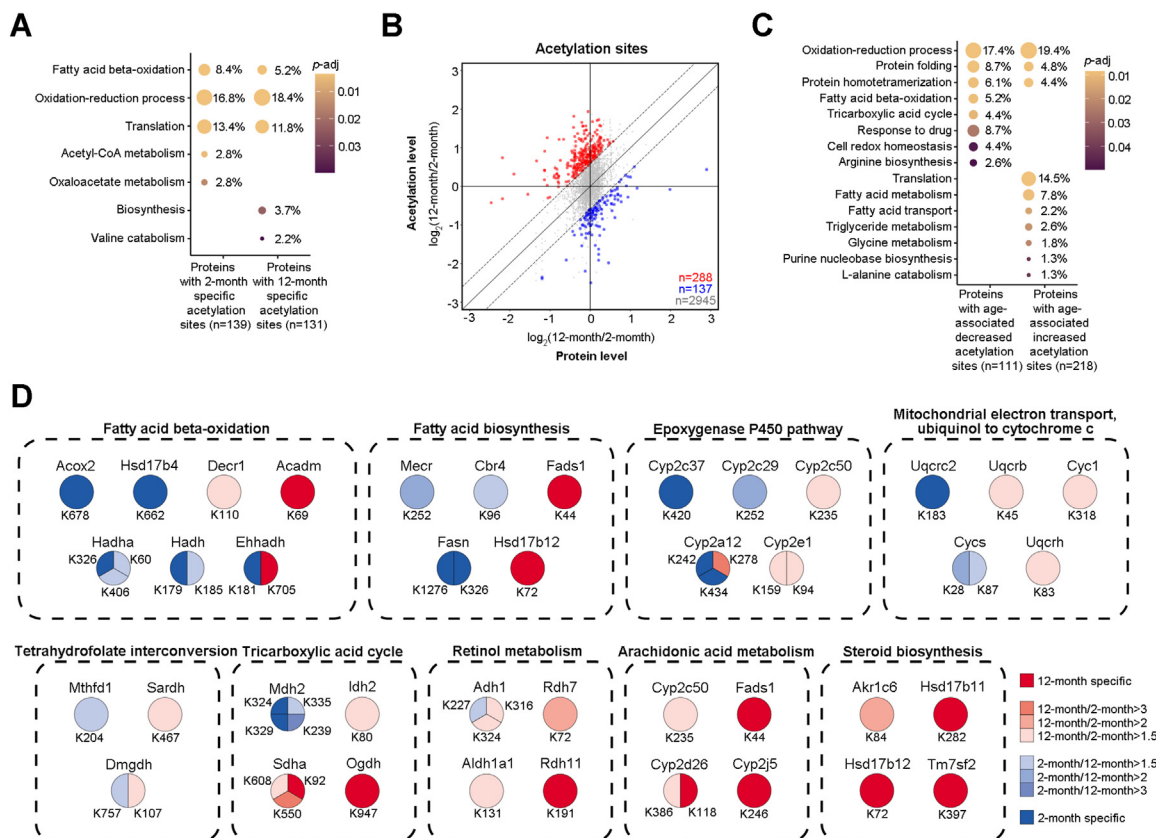 A
Fatty acid beta-oxidation
Oxidation-reduction process
Translation
Acetyl-CoA metabolism
Oxaloacetate metabolism
Biosynthesis
Valine catabolism
8.4% 5.2%
16.8% 18.4%
13.4% 11.8%
2.8%
2.8%
3.7%
2.2%
p-adj
0.01
0.02
0.03
Proteins with 2-month specific acetylation sites (n=139)
Proteins with 12-month specific acetylation sites (n=131)
B
Acetylation sites
Acetylation level
log2(12-month/2-month)
3
2
1
0
-1
-2
-3
n=288
n=137
n=2945
-3 -2 -1 0 1 2 3
log2(12-month/2-momth)
Protein level
C
Oxidation-reduction process 17.4% 19.4%
Protein folding 8.7% 4.8%
Protein homotetramerization 6.1% 4.4%
Fatty acid beta-oxidation 5.2%
Tricarboxylic acid cycle 4.4%
Response to drug 8.7%
Cell redox homeostasis 4.4%
Arginine biosynthesis 2.6%
Translation 14.5%
Fatty acid metabolism 7.8%
Fatty acid transport 2.2%
Triglyceride metabolism 2.6%
Glycine metabolism 1.8%
Purine nucleobase biosynthesis 1.3%
L-alanine catabolism 1.3%
p-adj
0.01
0.02
0.03
0.04
Proteins with age-associated decreased acetylation sites (n=111)
Proteins with age-associated increased acetylation sites (n=218)
D
Fatty acid beta-oxidation
Acox2 Hsd17b4 Decr1 Acadm
K678 K662 K110 K69
Hadha Hadh Ehhadh
K326 K60
K406 K179 K185 K181 K705
Fatty acid biosynthesis
Mecr Cbr4 Fads1
K252 K96 K44
Fasn Hsd17b12
K1276 K326 K72
Epoxygenase P450 pathway
Cyp2c37 Cyp2c29 Cyp2c50
K420 K252 K235
Cyp2a12 Cyp2e1
K242 K278
K434 K159 K94
Mitochondrial electron transport,
ubiquinol to cytochrome c
Uqcrc2 Uqcrb Cyc1
K183 K45 K318
Cycs Uqcrh
K28 K87 K83
Tetrahydrofolate interconversion
Mthfd1 Sardh
K204 K467
Dmgdh
K757 K107
Tricarboxylic acid cycle
Mdh2 Idh2
K324 K335
K329 K239 K80
Sdha Ogdh
K608 K92
K550 K947
Retinol metabolism
Adh1 Rdh7
K227 K316
K324 K72
Aldh1a1 Rdh11
K131 K191
Arachidonic acid metabolism
Cyp2c50 Fads1
K235 K44
Cyp2d26 Cyp2j5
K386 K118 K246
Steroid biosynthesis
Akr1c6 Hsd17b11
K84 K282
Hsd17b12 Tm7sf2
K72 K397
12-month specific
12-month/2-month>3
12-month/2-month>2
12-month/2-month>1.5
2-month/12-month>1.5
2-month/12-month>2
2-month/12-month>3
2-month specific